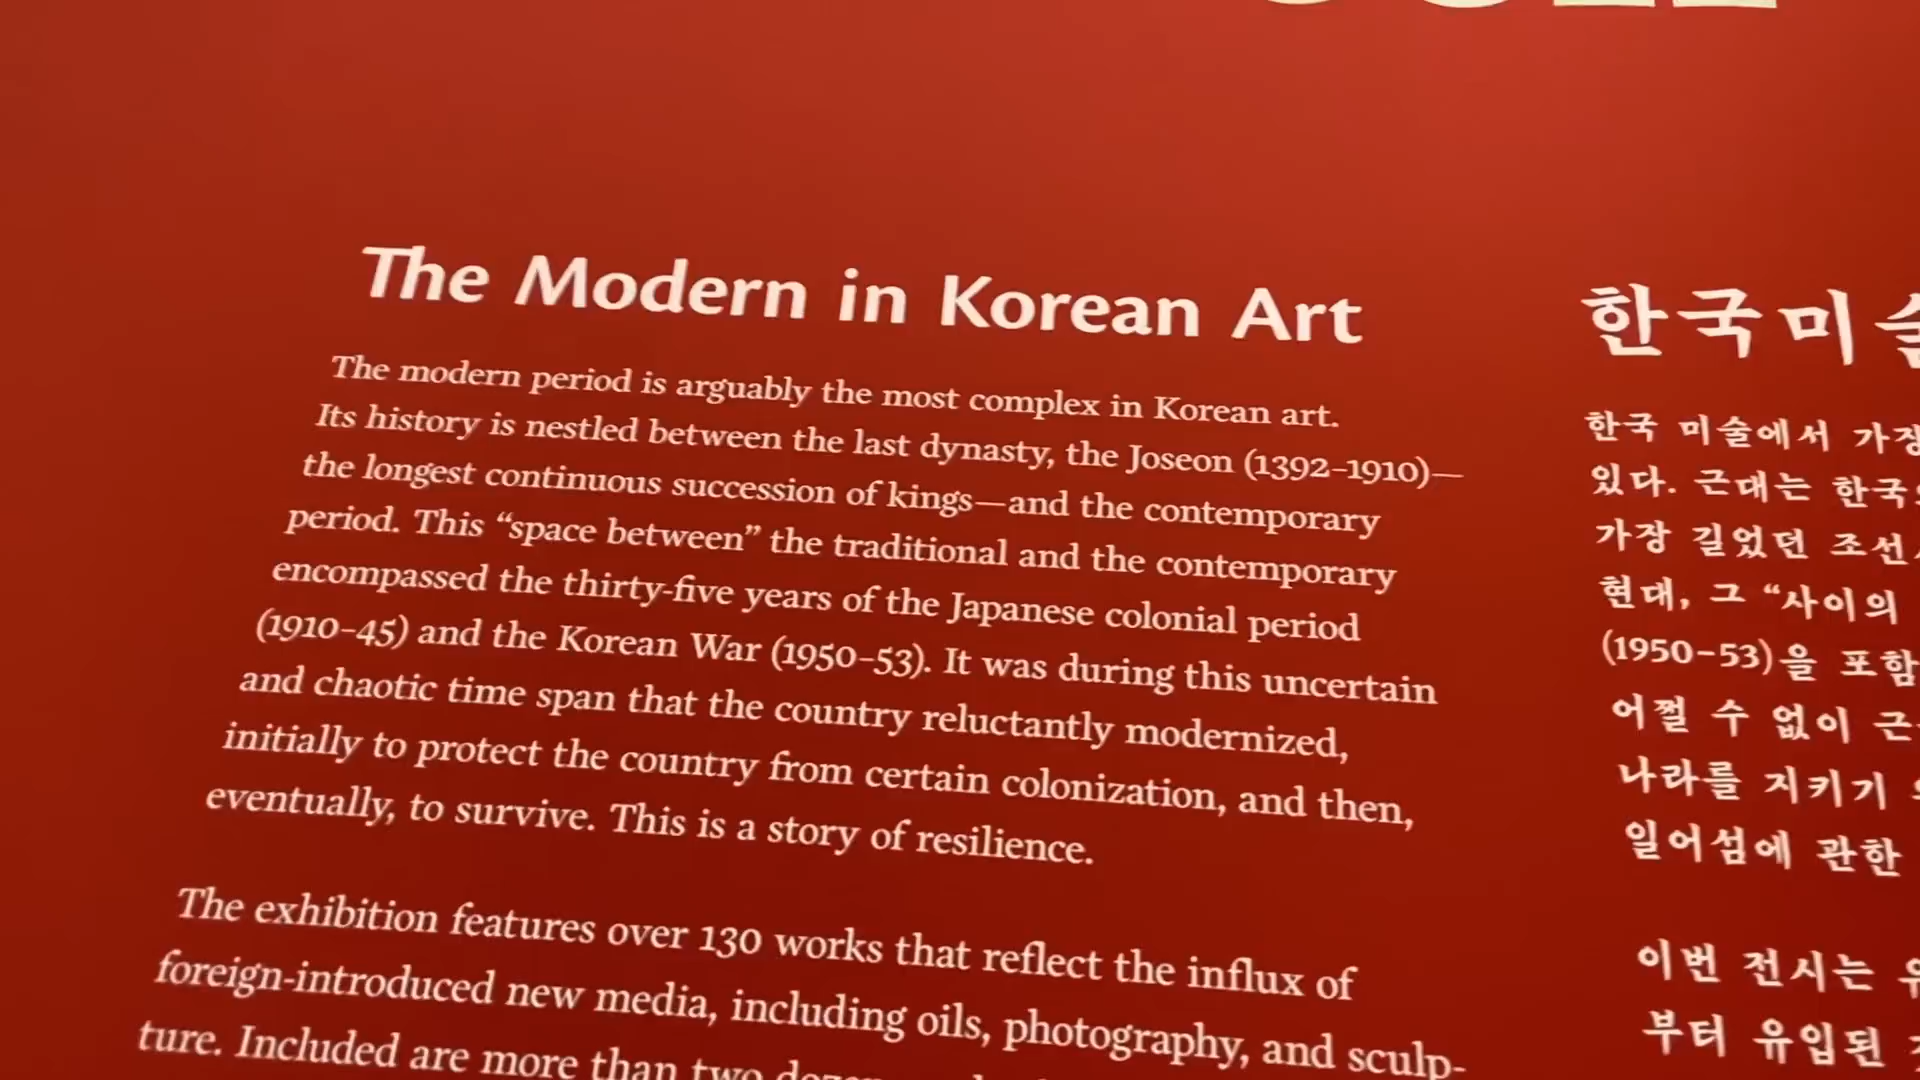 The Modern in Korean Art
The modern period is arguably the most complex in Korean art.
Its history is nestled between the last dynasty, the Joseon (1392–1910)—
the longest continuous succession of kings—and the contemporary
period. This “space between” the traditional and the contemporary
encompassed the thirty-five years of the Japanese colonial period
(1910–45) and the Korean War (1950–53). It was during this uncertain
and chaotic time span that the country reluctantly modernized,
initially to protect the country from certain colonization, and then,
eventually, to survive. This is a story of resilience.
The exhibition features over 130 works that reflect the influx of
foreign-introduced new media, including oils, photography, and sculp-
ture. Included are more than two
한국미술
한국 미술에서 가장
있다. 근대는 한국
가장 길었던 조선
현대, 그 “사이의
(1950–53)을 포함
어쩔 수 없이 근
나라를 지키기
일어섬에 관한
이번 전시는
부터 유입된